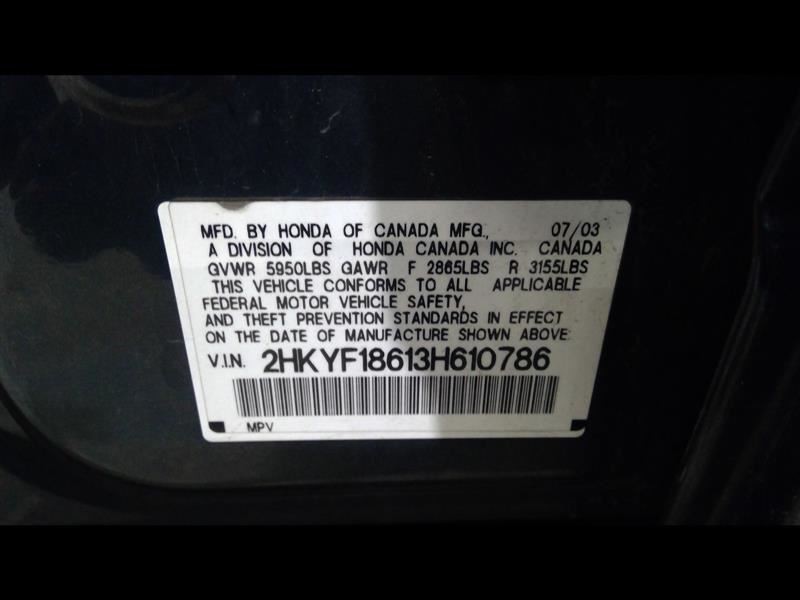 MFD. BY HONDA OF CANADA MFG., 07/03
A DIVISION OF HONDA CANADA INC. CANADA
GVWR 5950LBS GAWR F 2865LBS R 3155LBS
THIS VEHICLE CONFORMS TO ALL APPLICABLE
FEDERAL MOTOR VEHICLE SAFETY,
AND THEFT PREVENTION STANDARDS IN EFFECT
ON THE DATE OF MANUFACTURE SHOWN ABOVE:
V.I.N. 2HKYF18613H610786
MPV